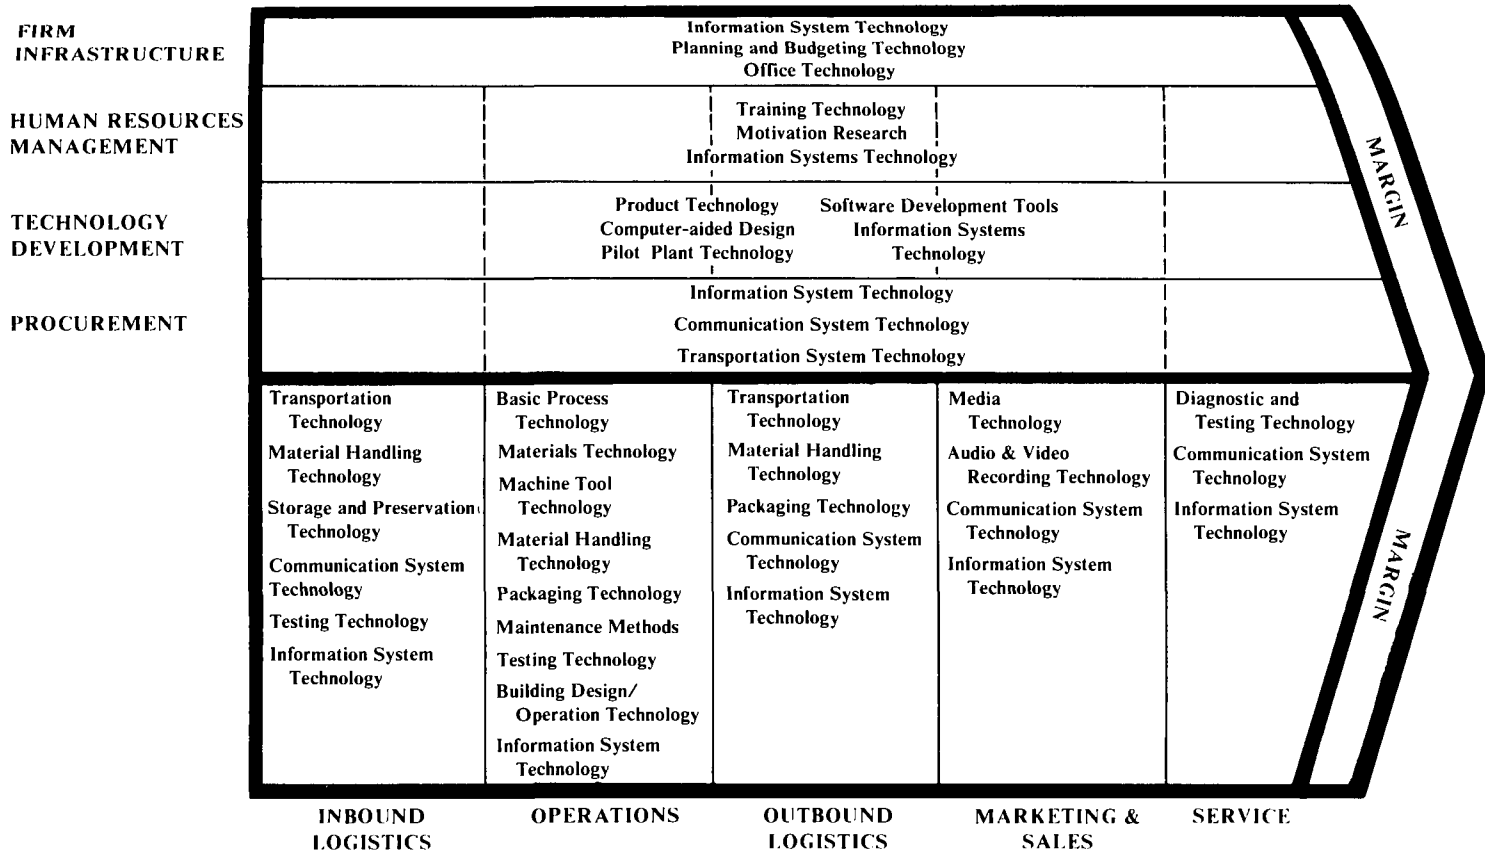 FIRM
INFRASTRUCTURE
Information System Technology
Planning and Budgeting Technology
Office Technology
HUMAN RESOURCES
MANAGEMENT
Training Technology
Motivation Research
Information Systems Technology
TECHNOLOGY
DEVELOPMENT
Product Technology
Computer-aided Design
Pilot Plant Technology
Software Development Tools
Information Systems
Technology
PROCUREMENT
Information System Technology
Communication System Technology
Transportation System Technology
MARGIN
Transportation
Technology
Material Handling
Technology
Storage and Preservation
Technology
Communication System
Technology
Testing Technology
Information System
Technology
Basic Process
Technology
Materials Technology
Machine Tool
Technology
Material Handling
Technology
Packaging Technology
Maintenance Methods
Testing Technology
Building Design/
Operation Technology
Information System
Technology
Transportation
Technology
Material Handling
Technology
Packaging Technology
Communication System
Technology
Information System
Technology
Media
Technology
Audio & Video
Recording Technology
Communication System
Technology
Information System
Technology
Diagnostic and
Testing Technology
Communication System
Technology
Information System
Technology
MARGIN
INBOUND
LOGISTICS
OPERATIONS
OUTBOUND
LOGISTICS
MARKETING &
SALES
SERVICE